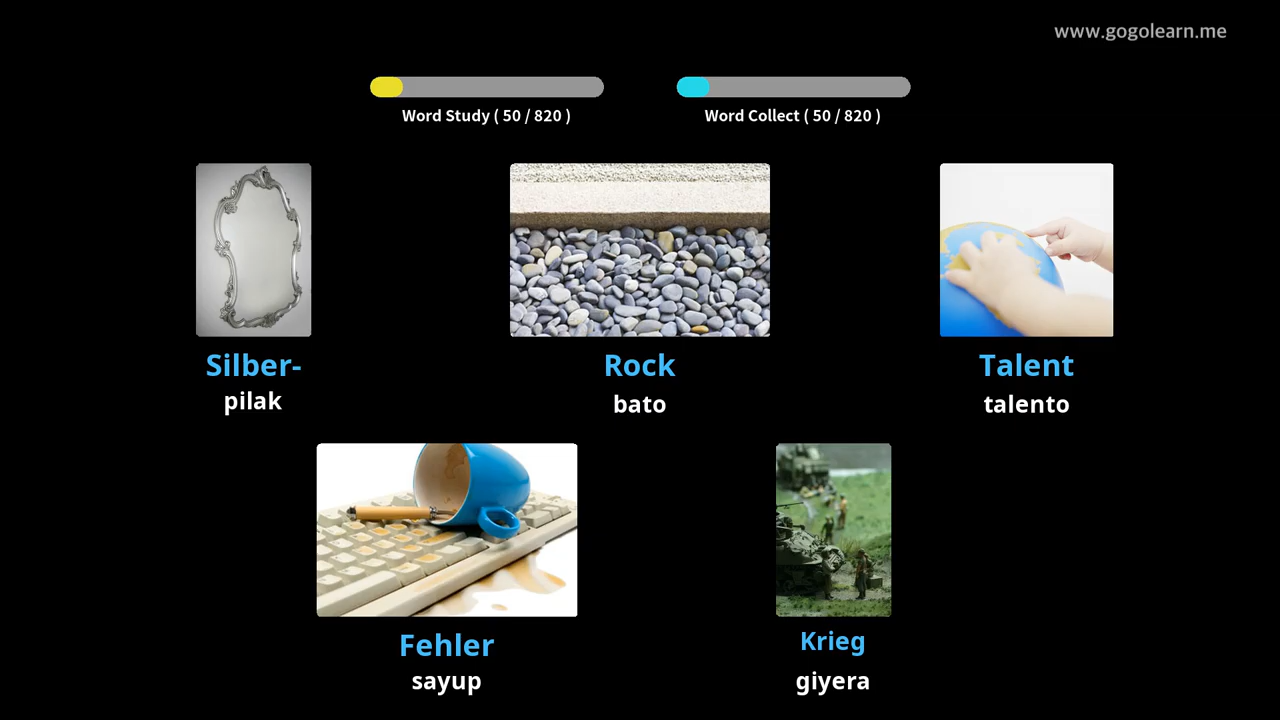 www.gogolearn.me
Word Study ( 50 / 820 )
Word Collect ( 50 / 820 )
Silber-
pilak
Rock
bato
Talent
talento
Fehler
sayup
Krieg
giyera